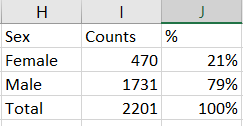 H I J
Sex Counts %
Female 470 21%
Male 1731 79%
Total 2201 100%